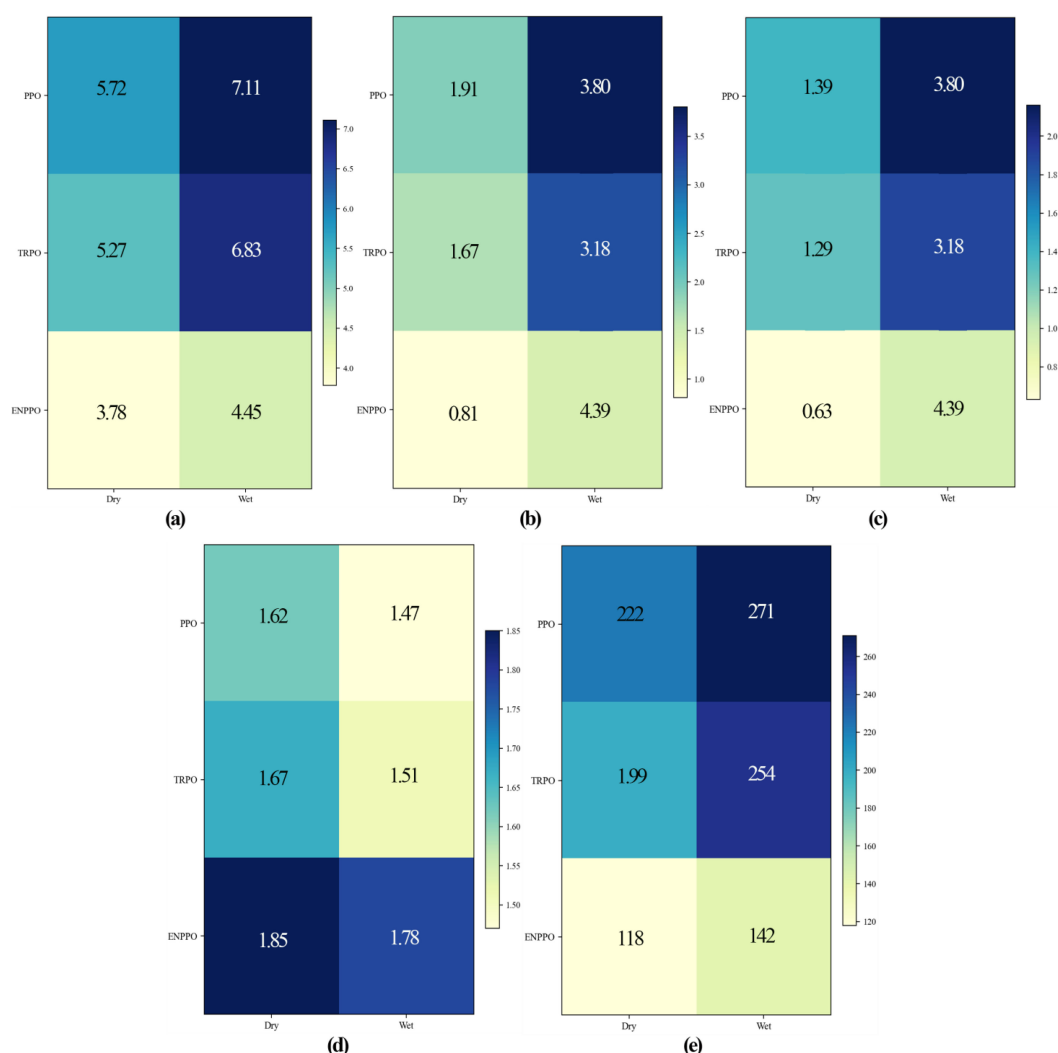 PPO 5.72 7.11
TRPO 5.27 6.83
ENPPO 3.78 4.45
Dry Wet
7.0
6.5
6.0
5.5
5.0
4.5
4.0
(a)
PPO 1.91 3.80
TRPO 1.67 3.18
ENPPO 0.81 4.39
Dry Wet
3.5
3.0
2.5
2.0
1.5
1.0
(b)
PPO 1.39 3.80
TRPO 1.29 3.18
ENPPO 0.63 4.39
Dry Wet
2.0
1.8
1.6
1.4
1.2
1.0
0.8
(c)
PPO 1.62 1.47
TRPO 1.67 1.51
ENPPO 1.85 1.78
Dry Wet
1.85
1.80
1.75
1.70
1.65
1.60
1.55
1.50
(d)
PPO 222 271
TRPO 1.99 254
ENPPO 118 142
Dry Wet
260
240
220
200
180
160
140
120
(e)